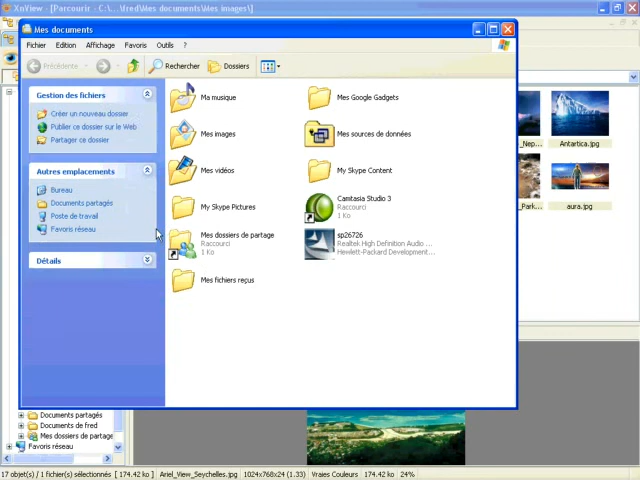 XnView - [Parcourir - C:\...\fred\Mes documents\Mes images\]
Mes documents
Fichier Edition Affichage Favoris Outils ?
Précédente Rechercher Dossiers
Gestion des fichiers
Créer un nouveau dossier
Publier ce dossier sur le Web
Partager ce dossier
Autres emplacements
Bureau
Documents partagés
Poste de travail
Favoris réseau
Détails
Ma musique
Mes Google Gadgets
Mes images
Mes sources de données
Mes vidéos
My Skype Content
My Skype Pictures
Camtasia Studio 3
Raccourci
1 Ko
Mes dossiers de partage
Raccourci
1 Ko
sp26726
Realtek High Definition Audio ...
Hewlett-Packard Development...
Mes fichiers reçus
_Nep...
Antartica.jpg
_Park...
aura.jpg
Documents partagés
Documents de fred
Mes dossiers de partage
Favoris réseau
17 objet(s) / 1 fichier(s) sélectionnés [ 174.42 ko ] Ariel_View_Seychelles.jpg 1024x768x24 (1.33) Vraies Couleurs 174.42 ko 24%